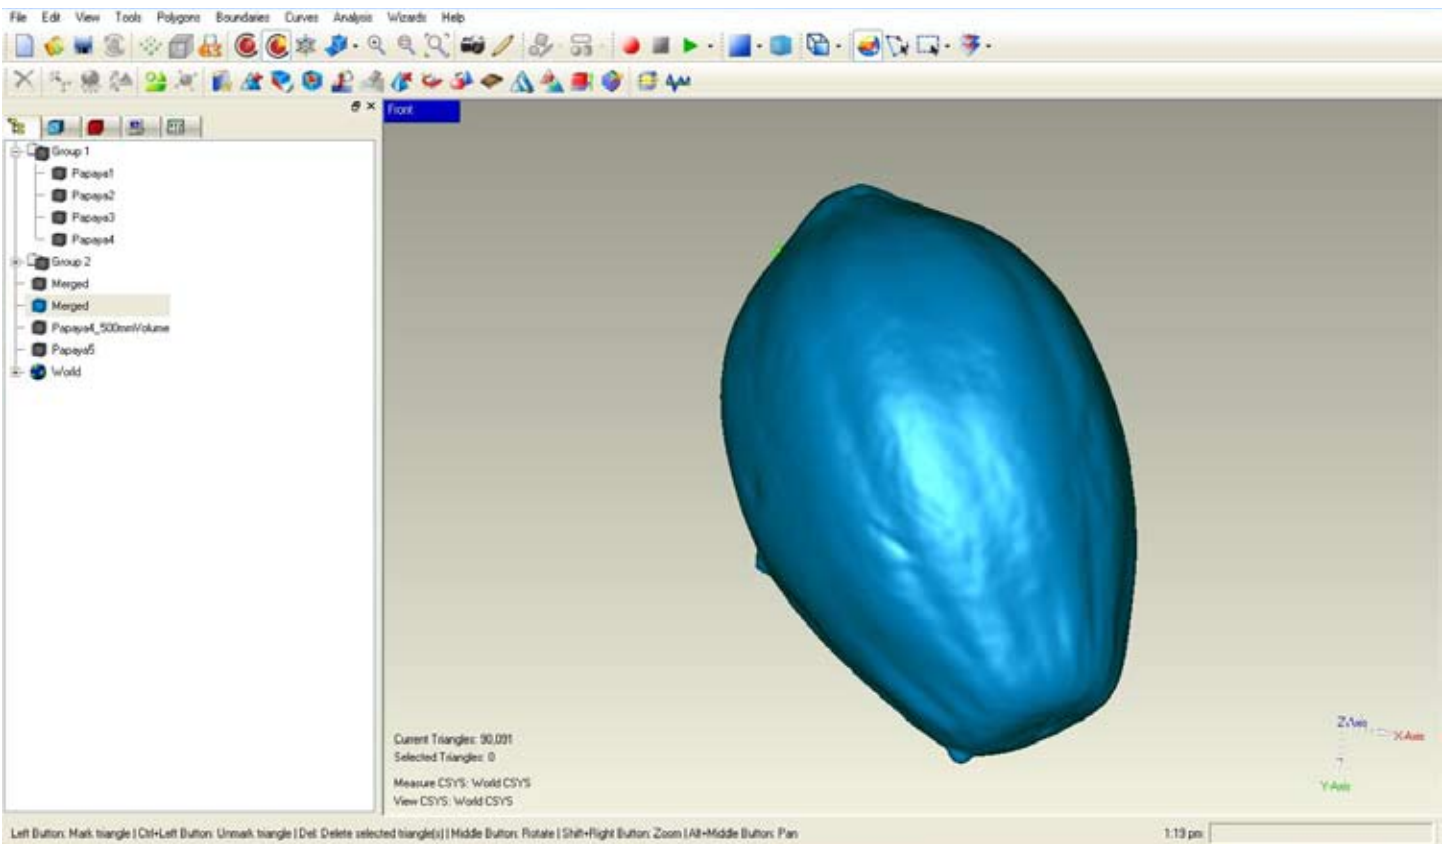 File Edit View Tools Polygons Boundaries Curves Analysis Wizards Help
Front
Group 1
Papaya1
Papaya2
Papaya3
Papaya4
Group 2
Merged
Merged
Papaya4_500mmVolume
Papaya5
World
Current Triangles: 90,091
Selected Triangles: 0
Measure CSYS: World CSYS
View CSYS: World CSYS
Z-Axis
X-Axis
Y-Axis
Left Button: Mark triangle | Ctrl+Left Button: Unmark triangle | Del: Delete selected triangle(s) | Middle Button: Rotate | Shift+Right Button: Zoom | Alt+Middle Button: Pan
1:13 pm